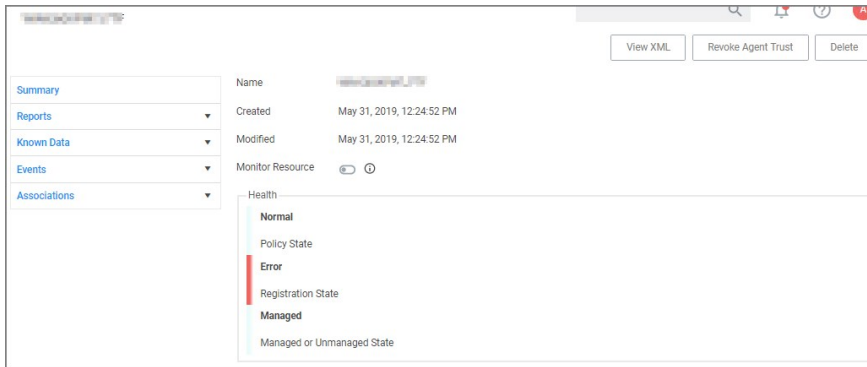 View XML Revoke Agent Trust Delete
Summary
Reports
Known Data
Events
Associations
Name
Created May 31, 2019, 12:24:52 PM
Modified May 31, 2019, 12:24:52 PM
Monitor Resource
Health
Normal
Policy State
Error
Registration State
Managed
Managed or Unmanaged State